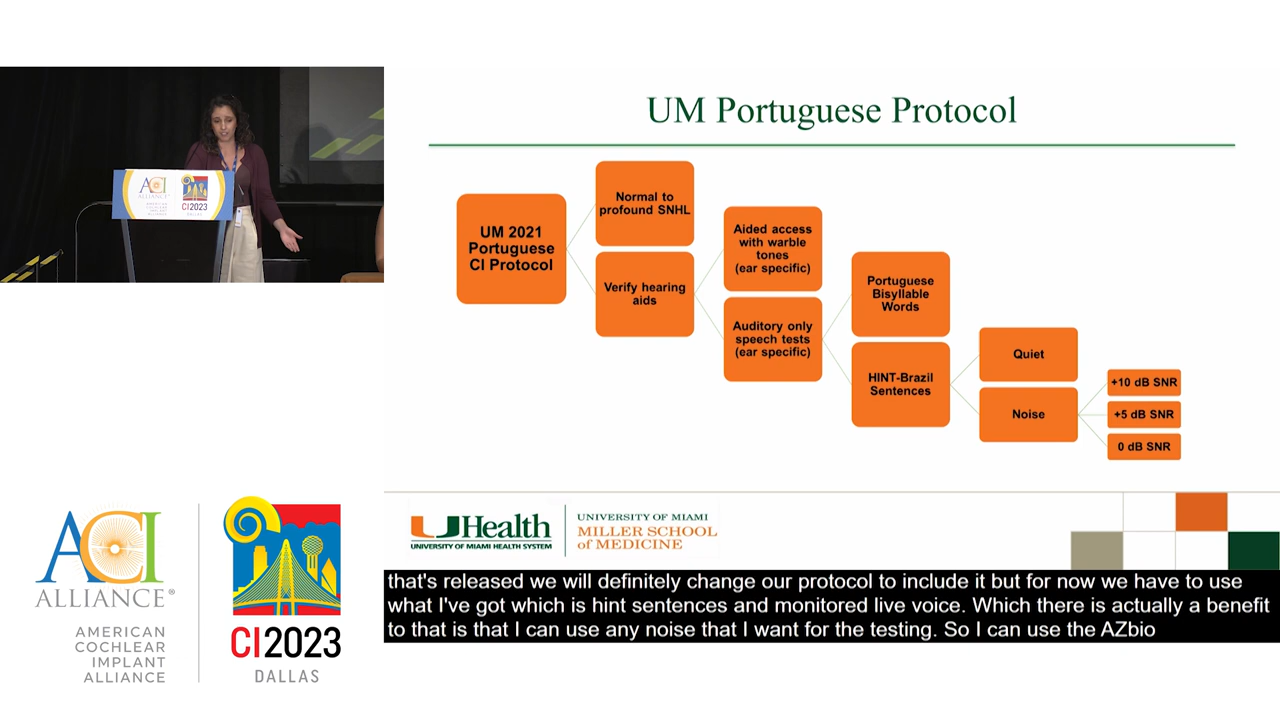 ACI
ALLIANCE
CI2023
DALLAS
UM Portuguese Protocol
UM 2021
Portuguese
CI Protocol
Normal to
profound SNHL
Verify hearing
aids
Aided access
with warble
tones
(ear specific)
Auditory only
speech tests
(ear specific)
Portuguese
Bisyllable
Words
HINT-Brazil
Sentences
Quiet
Noise
+10 dB SNR
+5 dB SNR
0 dB SNR
UHealth
UNIVERSITY OF MIAMI HEALTH SYSTEM
UNIVERSITY OF MIAMI
MILLER SCHOOL
of MEDICINE
that's released we will definitely change our protocol to include it but for now we have to use
what I've got which is hint sentences and monitored live voice. Which there is actually a benefit
to that is that I can use any noise that I want for the testing. So I can use the AZbio
ACI
ALLIANCE®
AMERICAN
COCHLEAR
IMPLANT
ALLIANCE
CI2023
DALLAS